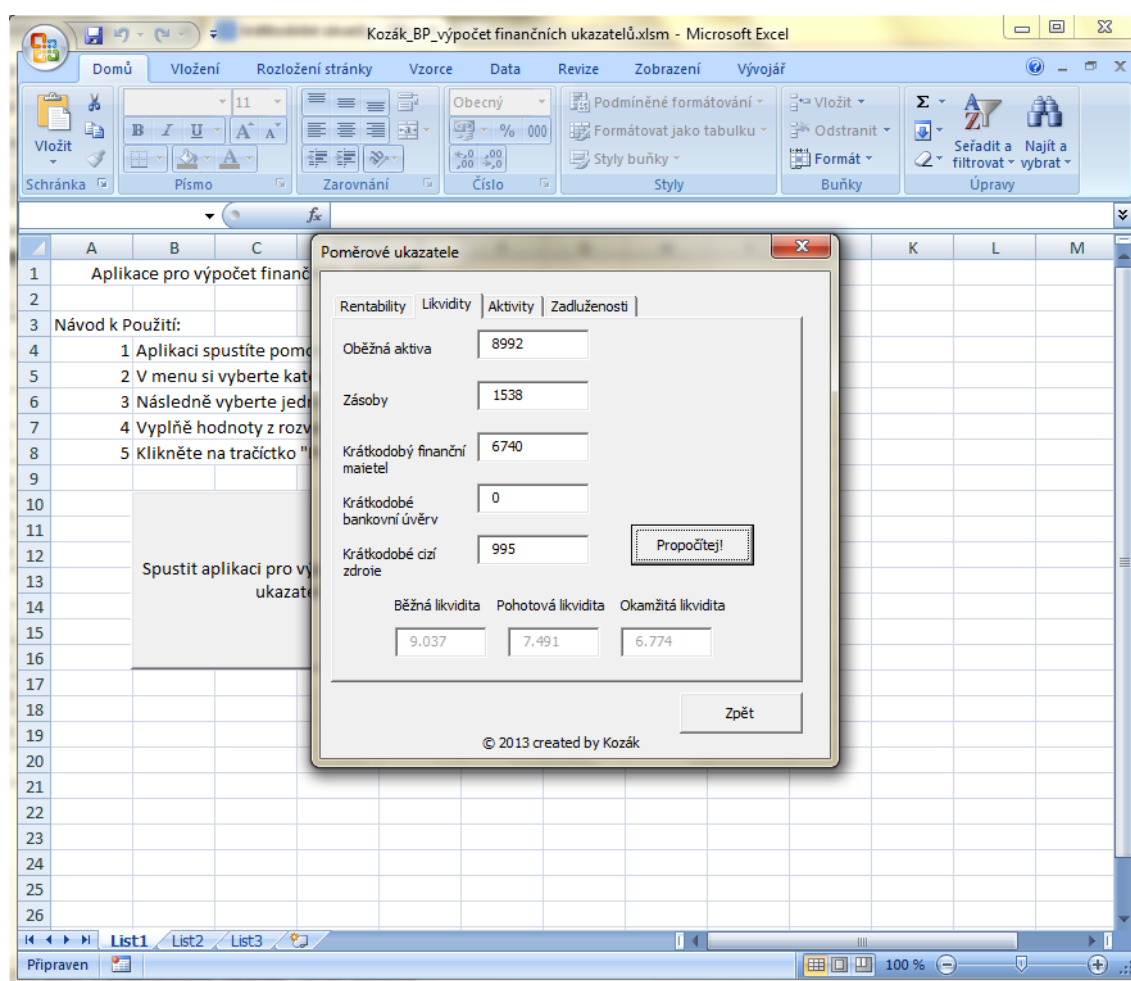 Kozák_BP_výpočet finančních ukazatelů.xlsm - Microsoft Excel
Domů Vložení Rozložení stránky Vzorce Data Revize Zobrazení Vývojář
Vložit
Schránka
11
B I U A A
A
Písmo
Zarovnání
Obecný
% 000
Číslo
Podmíněné formátování
Formátovat jako tabulku
Styly buňky
Styly
Vložit
Odstranit
Formát
Buňky
Σ
Seřadit a filtrovat
Najít a vybrat
Úpravy
fx
A B C K L M
1 Aplikace pro výpočet finanč
2
3 Návod k Použití:
4 1 Aplikaci spustíte pomo
5 2 V menu si vyberte kate
6 3 Následně vyberte jedn
7 4 Vyplňě hodnoty z rozv
8 5 Klikněte na tračíctko "
9
10
11
12
13
14
15
16
17
18
19
20
21
22
23
24
25
26
Spustit aplikaci pro vý
ukazate
Poměrové ukazatele
Rentability Likvidity Aktivity Zadluženosti
Oběžná aktiva 8992
Zásoby 1538
Krátkodobý finanční 6740
maietel
Krátkodobé 0
bankovní úvěrv
Krátkodobé cizí 995
zdroie
Propočítej!
Běžná likvidita Pohotová likvidita Okamžitá likvidita
9.037 7.491 6.774
Zpět
© 2013 created by Kozák
List1 List2 List3
Připraven 100 %